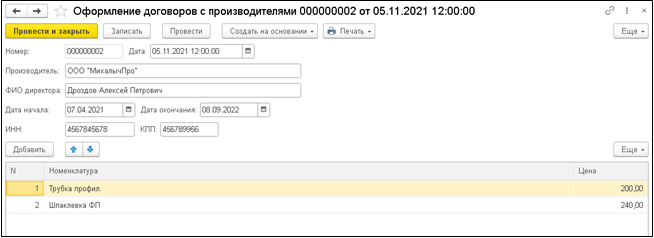 Оформление договоров с производителями 000000002 от 05.11.2021 12:00:00
Провести и закрыть Записать Провести Создать на основании Печать Еще
Номер: 000000002 Дата: 05.11.2021 12:00:00
Производитель: ООО "МихалычПро"
ФИО директора: Дроздов Алексей Петрович
Дата начала: 07.04.2021 Дата окончания: 08.09.2022
ИНН: 4567845678 КПП: 456789956
Добавить Еще
N Номенклатура Цена
1 Трубка профил. 200,00
2 Шпаклевка ФП 240,00